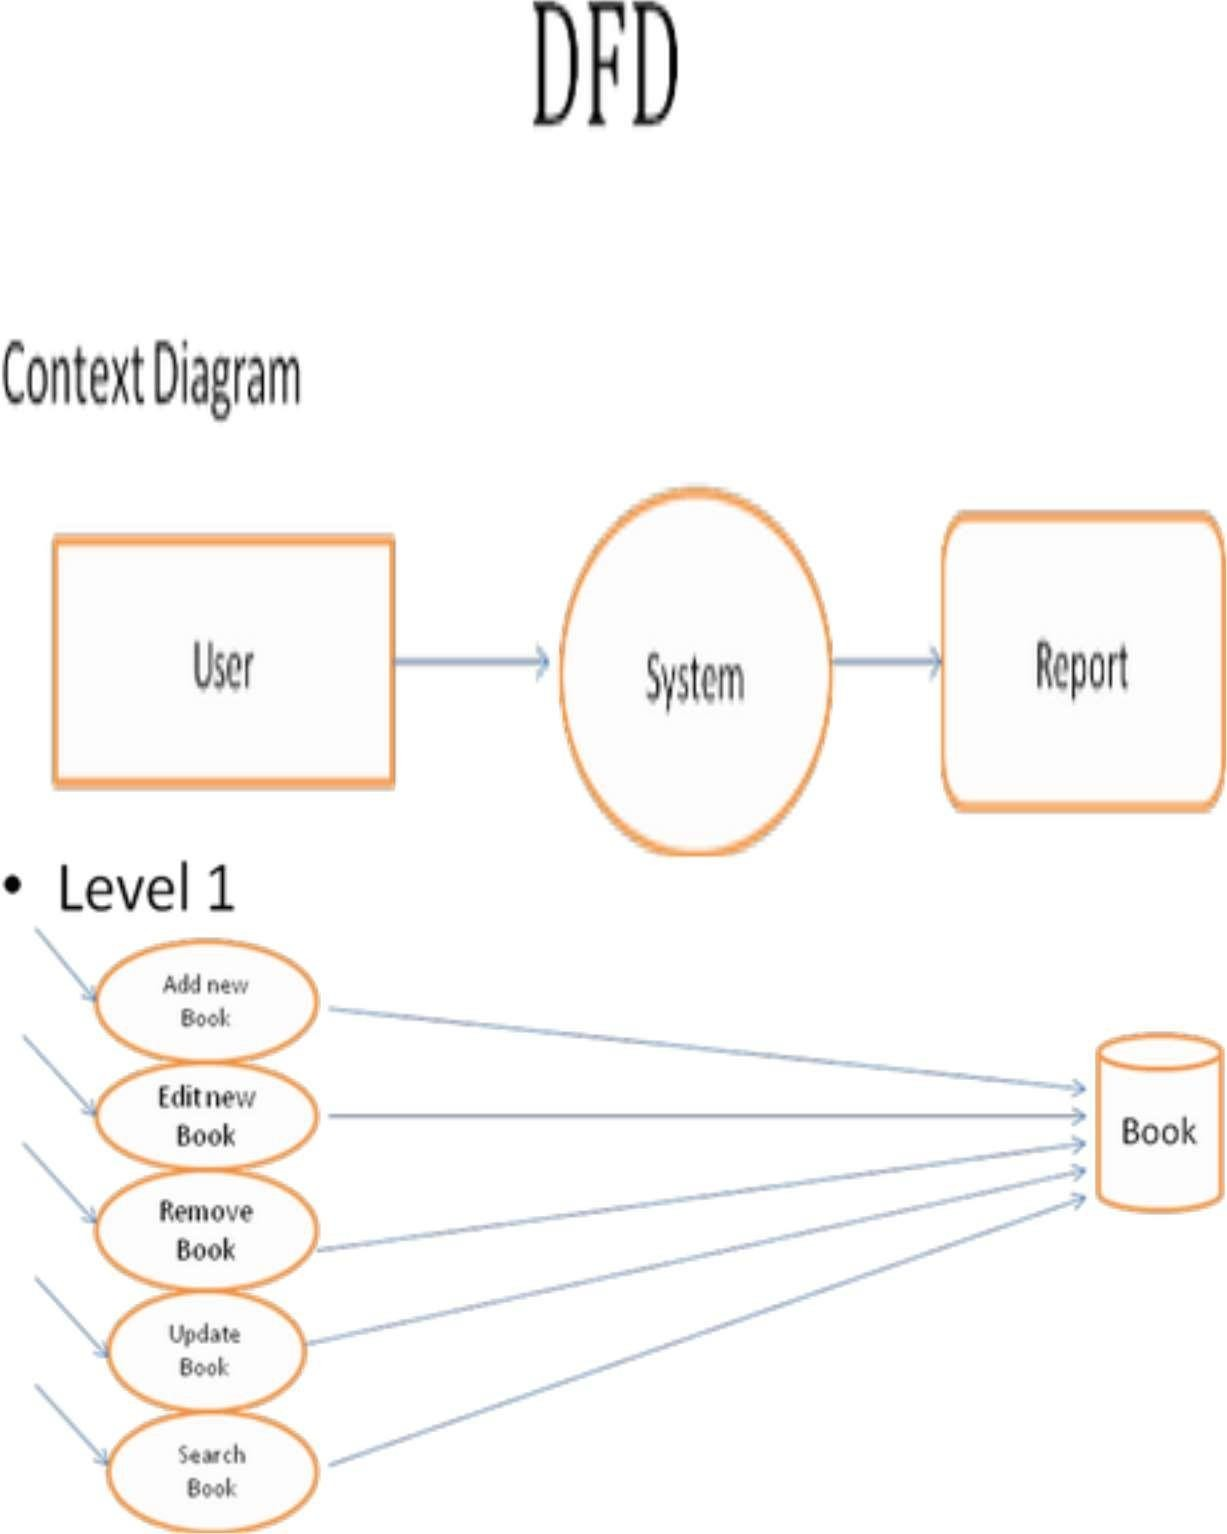 DFD
Context Diagram
User
System
Report
• Level 1
Add new
Book
Edit new
Book
Remove
Book
Update
Book
Search
Book
Book